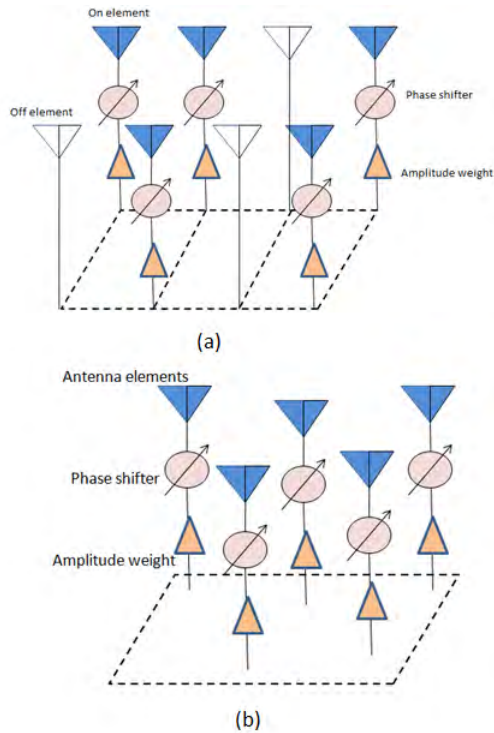 On element
Phase shifter
Off element
Amplitude weight
(a)
Antenna elements
Phase shifter
Amplitude weight
(b)